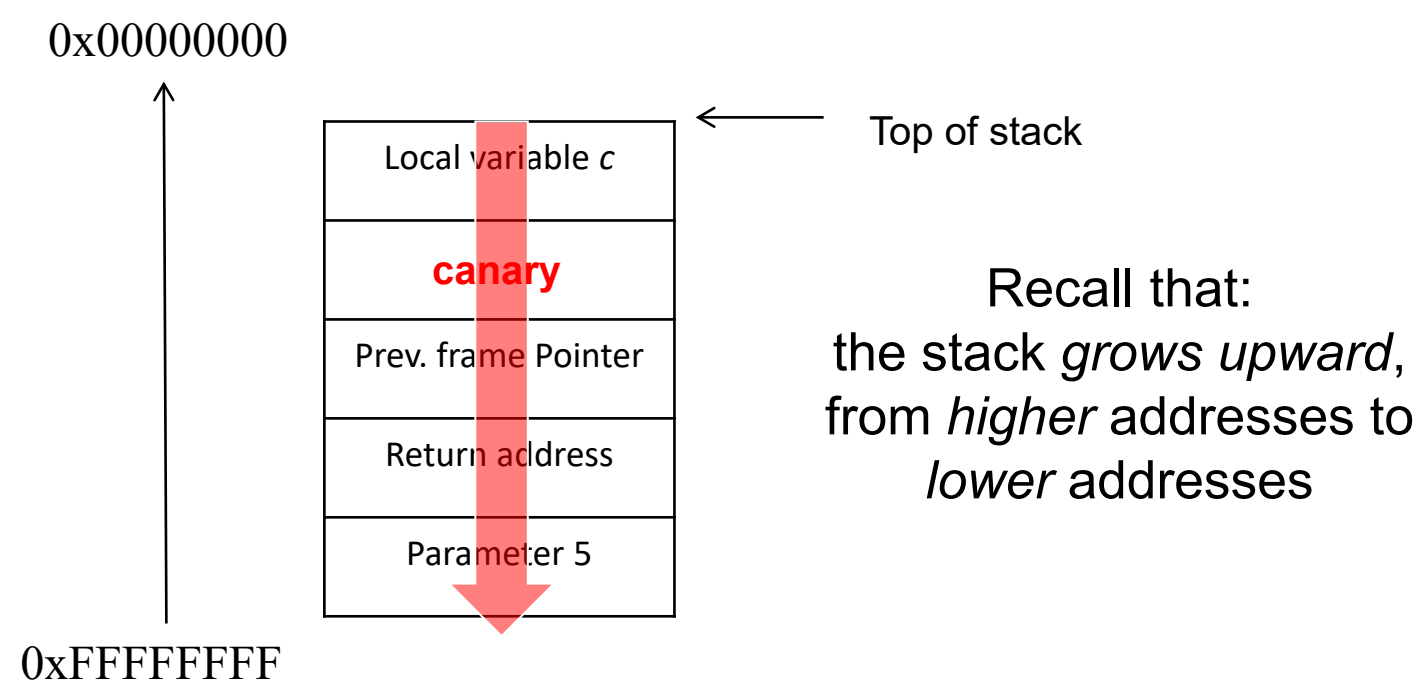 0x00000000
Top of stack
Local variable c
canary
Prev. frame Pointer
Return address
Parameter 5
Recall that:
the stack grows upward,
from higher addresses to
lower addresses
0xFFFFFFFF